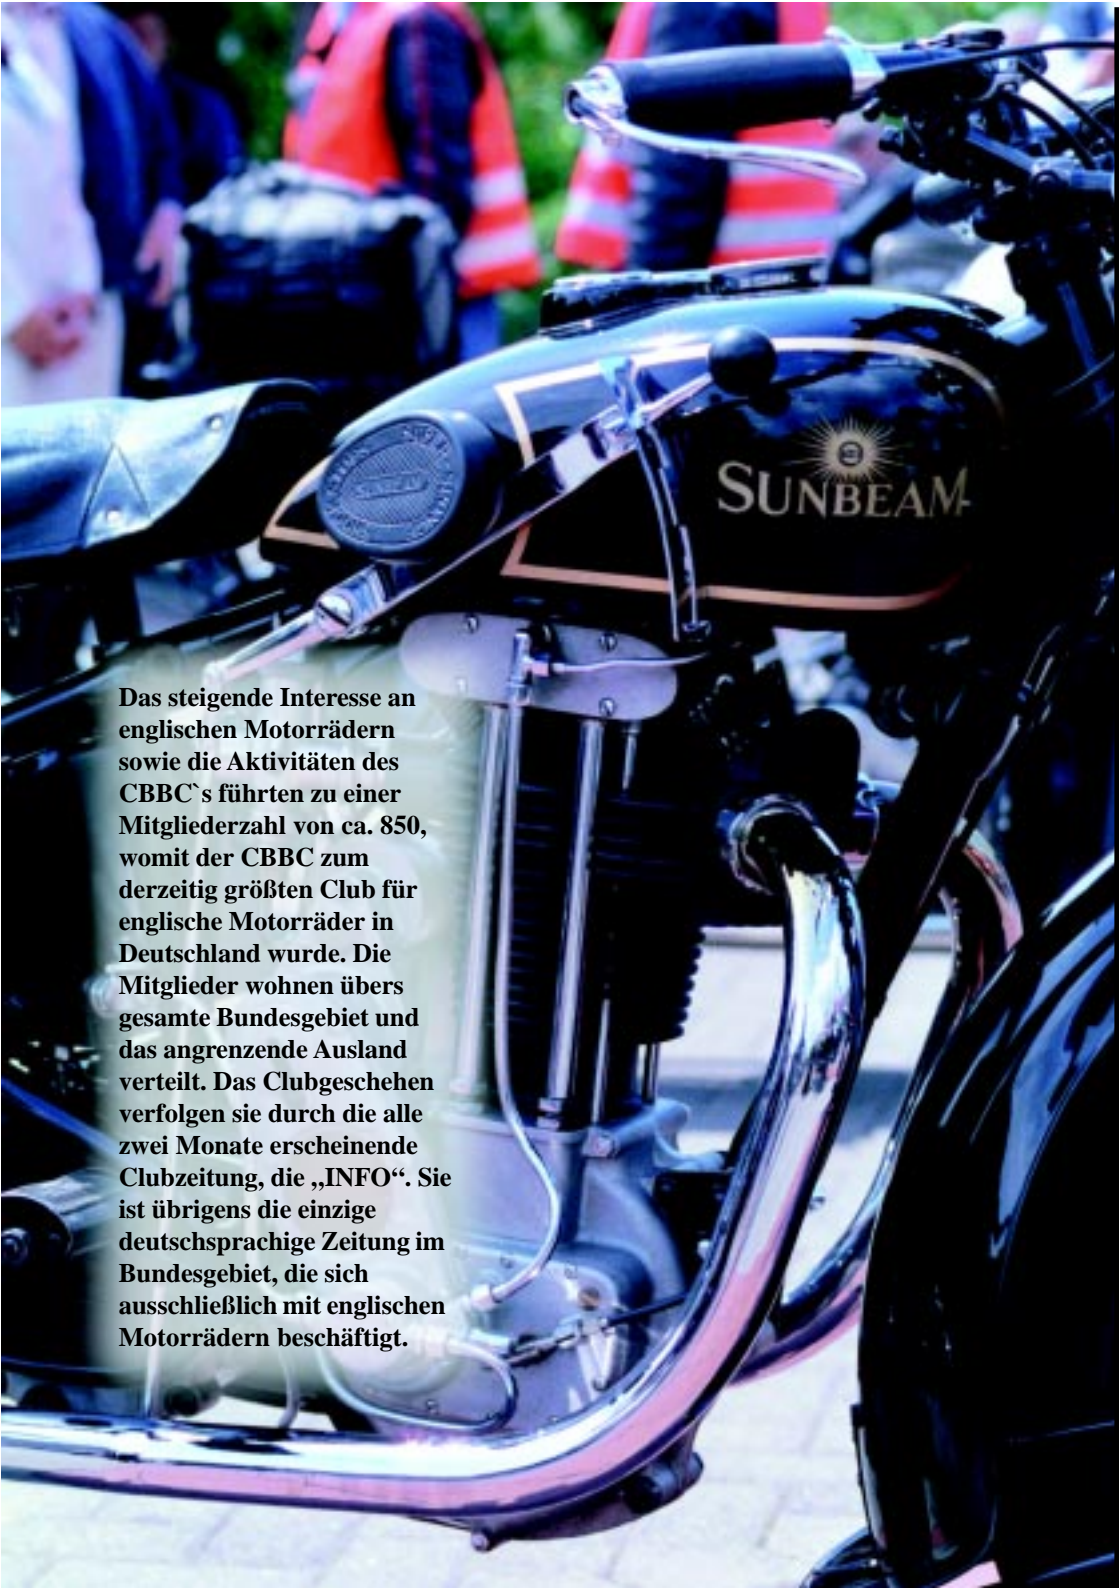 SUNBEAM
Das steigende Interesse an
englischen Motorrädern
sowie die Aktivitäten des
CBBC`s führten zu einer
Mitgliederzahl von ca. 850,
womit der CBBC zum
derzeitig größten Club für
englische Motorräder in
Deutschland wurde. Die
Mitglieder wohnen übers
gesamte Bundesgebiet und
das angrenzende Ausland
verteilt. Das Clubgeschehen
verfolgen sie durch die alle
zwei Monate erscheinende
Clubzeitung, die „INFO“. Sie
ist übrigens die einzige
deutschsprachige Zeitung im
Bundesgebiet, die sich
ausschließlich mit englischen
Motorrädern beschäftigt.